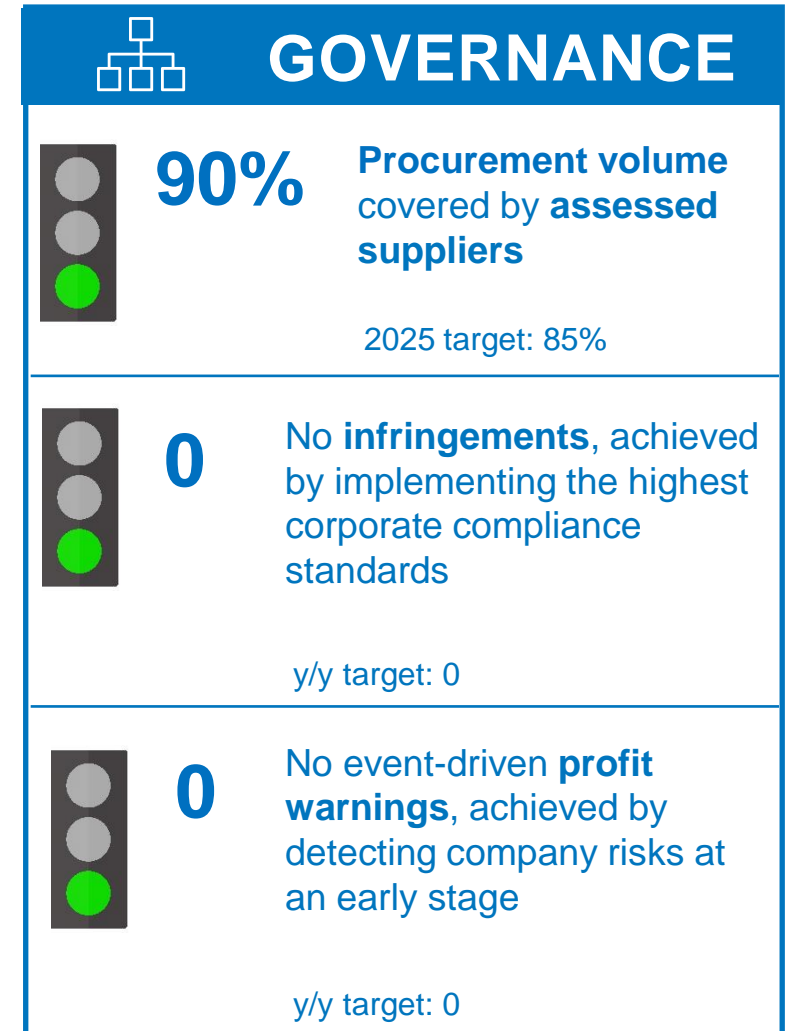 GOVERNANCE
90%
Procurement volume
covered by assessed
suppliers
2025 target: 85%
0
No infringements, achieved
by implementing the highest
corporate compliance
standards
y/y target: 0
0
No event-driven profit
warnings, achieved by
detecting company risks at
an early stage
y/y target: 0